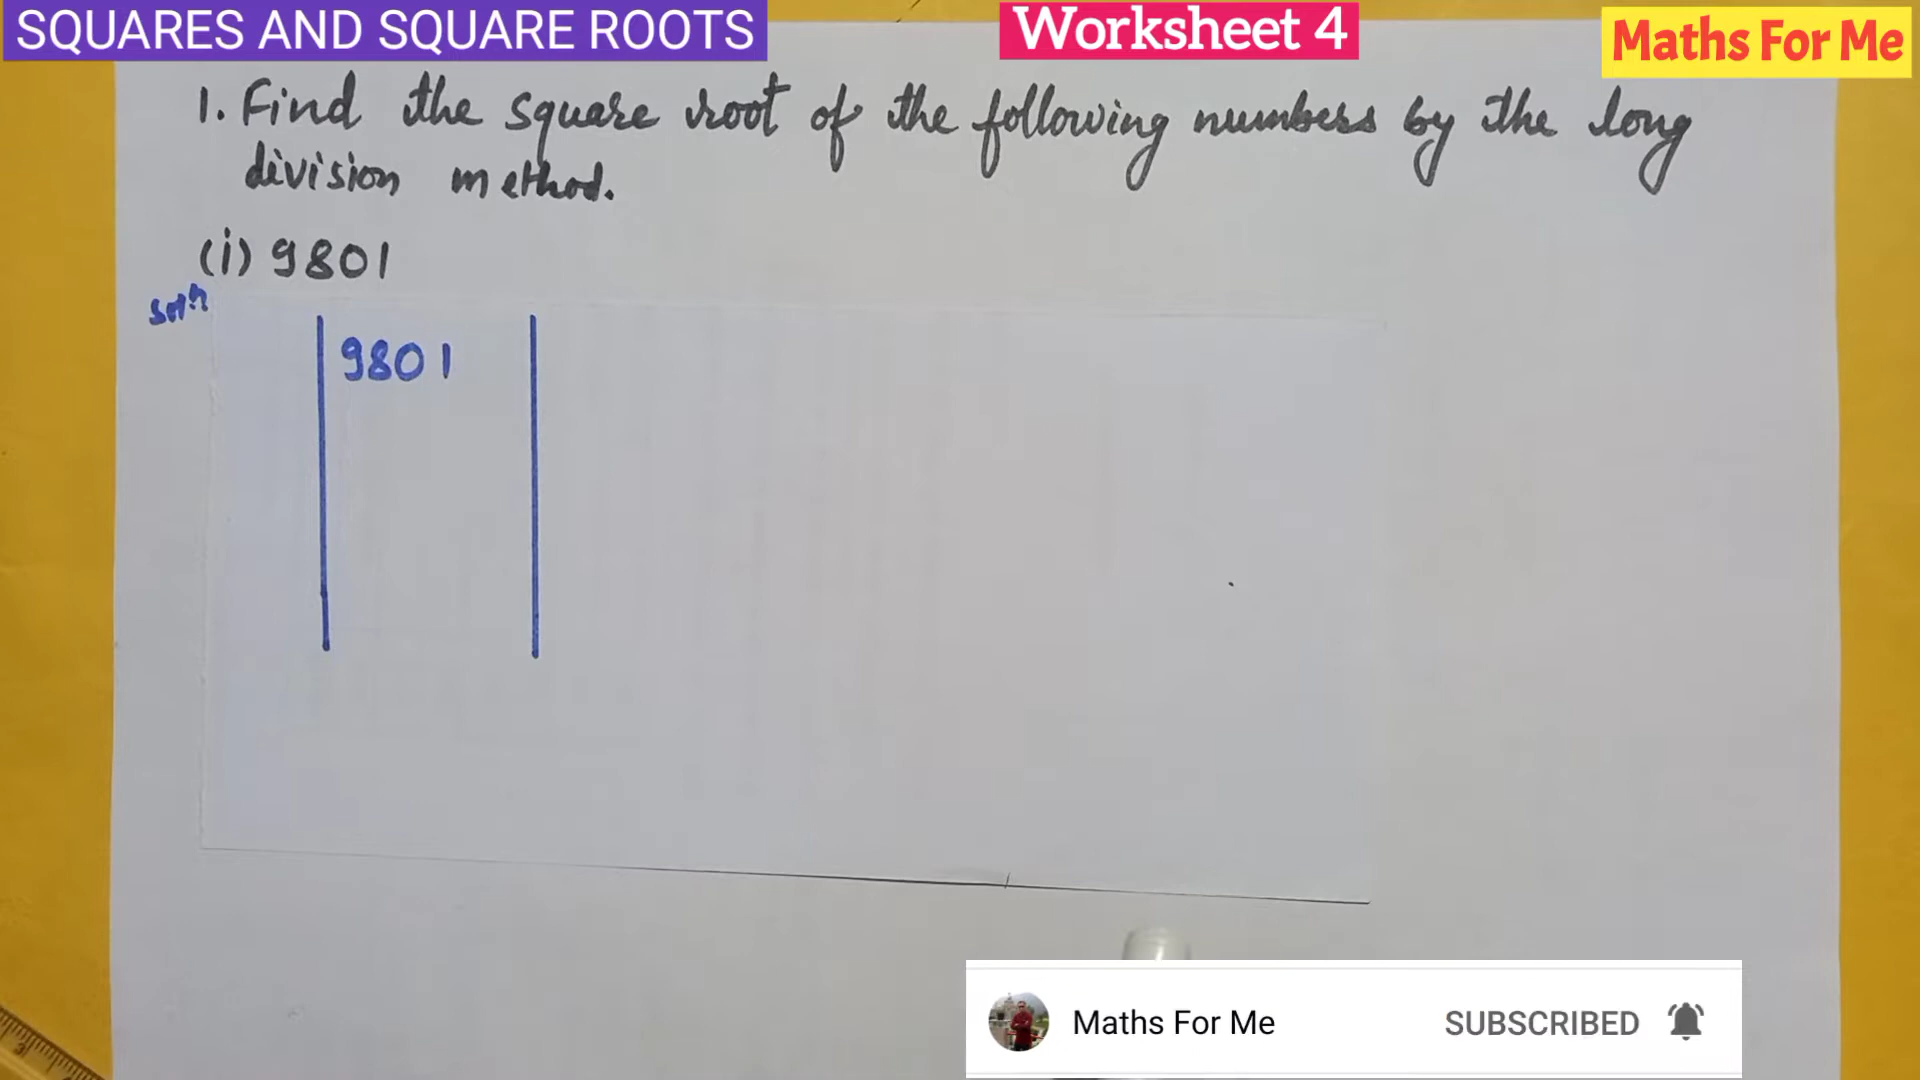 SQUARES AND SQUARE ROOTS
Worksheet 4
Maths For Me
1. Find the square root of the following numbers by the long
division method.
(i) 9801
Solⁿ
9801
3
Maths For Me
SUBSCRIBED